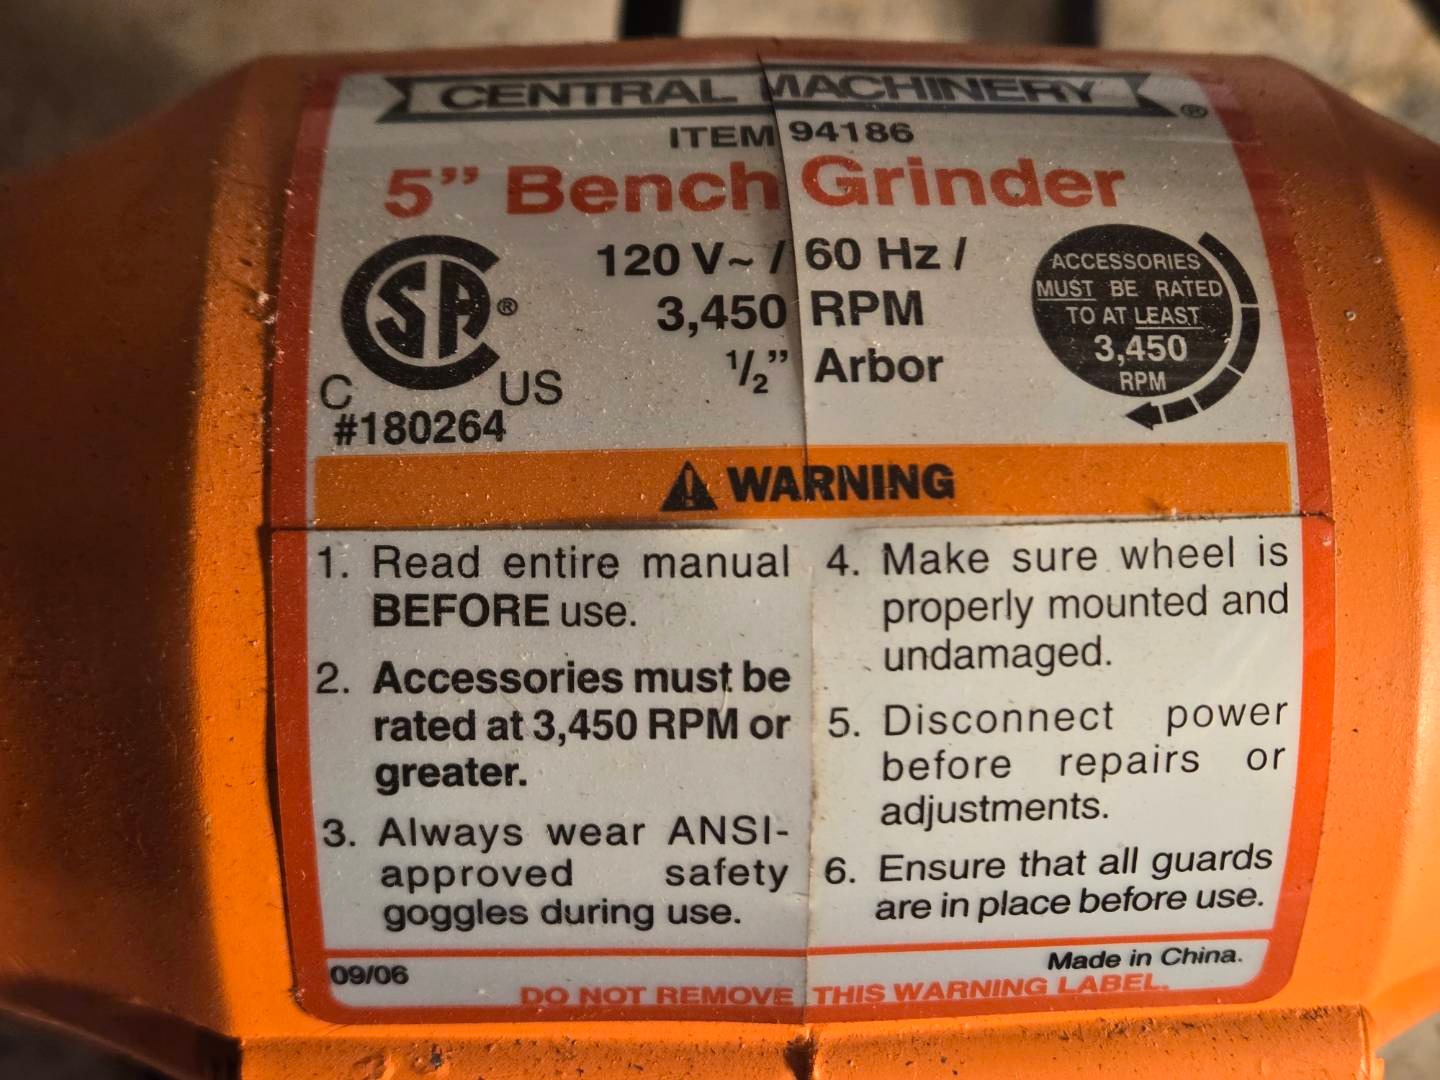 CENTRAL MACHINERY ®
ITEM 94186
5" Bench Grinder
120 V~ / 60 Hz /
3,450 RPM
1/2" Arbor
CSA ®
C US
#180264
ACCESSORIES
MUST BE RATED
TO AT LEAST
3,450
RPM
WARNING
1. Read entire manual
BEFORE use.
2. Accessories must be
rated at 3,450 RPM or
greater.
3. Always wear ANSI-
approved safety
goggles during use.
4. Make sure wheel is
properly mounted and
undamaged.
5. Disconnect power
before repairs or
adjustments.
6. Ensure that all guards
are in place before use.
09/06
Made in China.
DO NOT REMOVE THIS WARNING LABEL.